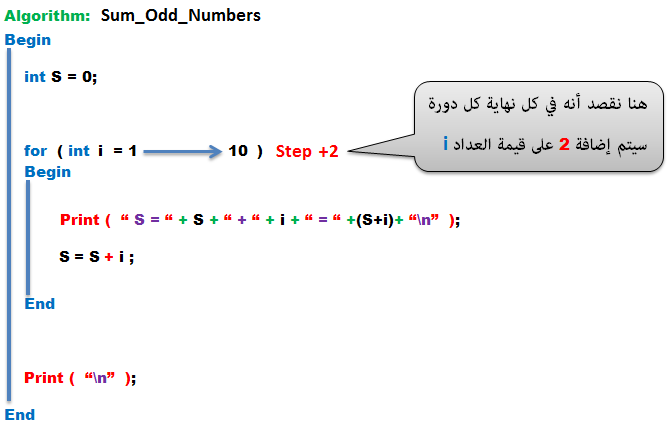 Algorithm: Sum_Odd_Numbers
Begin
int S = 0;
for ( int i = 1 10 ) Step +2
هنا نقصد أنه في كل نهاية كل دورة
سيتم إضافة 2 على قيمة العداد i
Begin
Print ( “ S = “ + S + “ + “ + i + “ = “ +(S+i)+ “\n” );
S = S + i ;
End
Print ( “\n” );
End